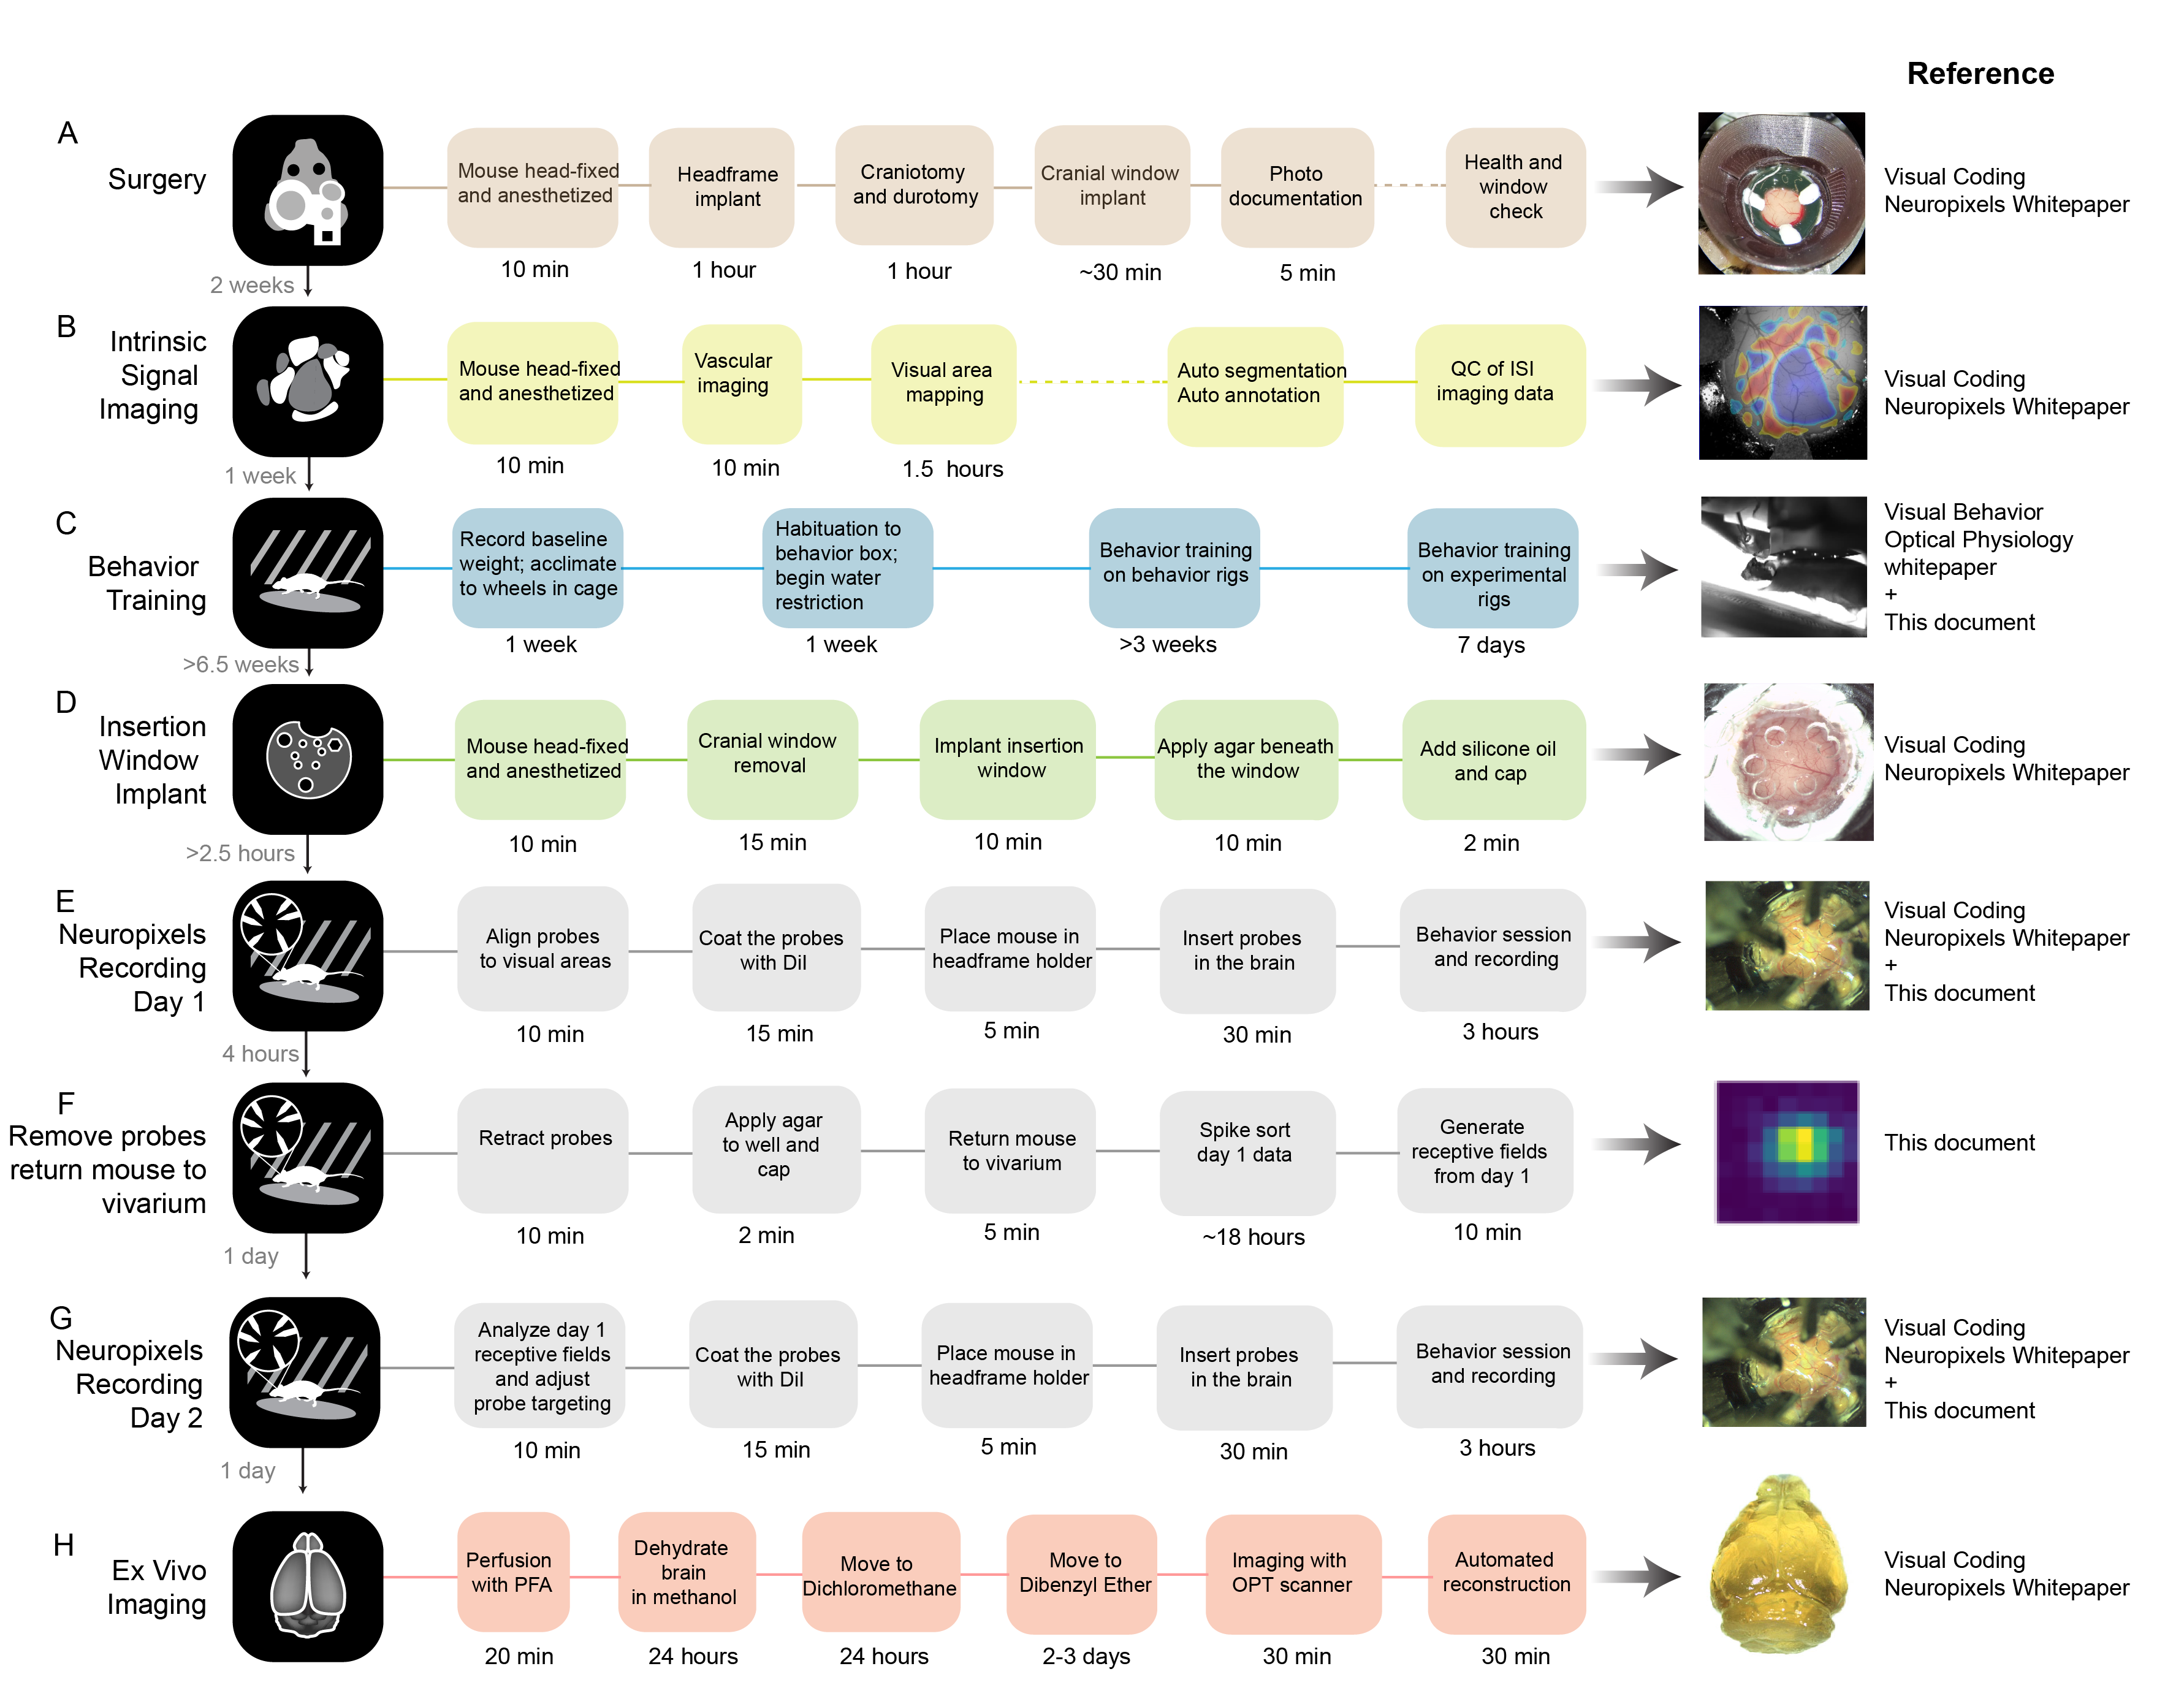 Reference
A
Surgery
Mouse head-fixed
and anesthetized
10 min
Headframe
implant
1 hour
Craniotomy
and durotomy
1 hour
Cranial window
implant
~30 min
Photo
documentation
5 min
Health and
window
check
Visual Coding
Neuropixels Whitepaper
2 weeks
B
Intrinsic
Signal
Imaging
Mouse head-fixed
and anesthetized
10 min
Vascular
imaging
10 min
Visual area
mapping
1.5 hours
Auto segmentation
Auto annotation
QC of ISI
imaging data
Visual Coding
Neuropixels Whitepaper
1 week
C
Behavior
Training
Record baseline
weight; acclimate
to wheels in cage
1 week
Habituation to
behavior box;
begin water
restriction
1 week
Behavior training
on behavior rigs
>3 weeks
Behavior training
on experimental
rigs
7 days
Visual Behavior
Optical Physiology
whitepaper
+
This document
>6.5 weeks
D
Insertion
Window
Implant
Mouse head-fixed
and anesthetized
10 min
Cranial window
removal
15 min
Implant insertion
window
10 min
Apply agar beneath
the window
10 min
Add silicone oil
and cap
2 min
Visual Coding
Neuropixels Whitepaper
>2.5 hours
E
Neuropixels
Recording
Day 1
Align probes
to visual areas
10 min
Coat the probes
with DiI
15 min
Place mouse in
headframe holder
5 min
Insert probes
in the brain
30 min
Behavior session
and recording
3 hours
Visual Coding
Neuropixels Whitepaper
+
This document
4 hours
F
Remove probes
return mouse to
vivarium
Retract probes
10 min
Apply agar
to well and
cap
2 min
Return mouse
to vivarium
5 min
Spike sort
day 1 data
~18 hours
Generate
receptive fields
from day 1
10 min
This document
1 day
G
Neuropixels
Recording
Day 2
Analyze day 1
receptive fields
and adjust
probe targeting
10 min
Coat the probes
with DiI
15 min
Place mouse in
headframe holder
5 min
Insert probes
in the brain
30 min
Behavior session
and recording
3 hours
Visual Coding
Neuropixels Whitepaper
+
This document
1 day
H
Ex Vivo
Imaging
Perfusion
with PFA
20 min
Dehydrate
brain
in methanol
24 hours
Move to
Dichloromethane
24 hours
Move to
Dibenzyl Ether
2-3 days
Imaging with
OPT scanner
30 min
Automated
reconstruction
30 min
Visual Coding
Neuropixels Whitepaper